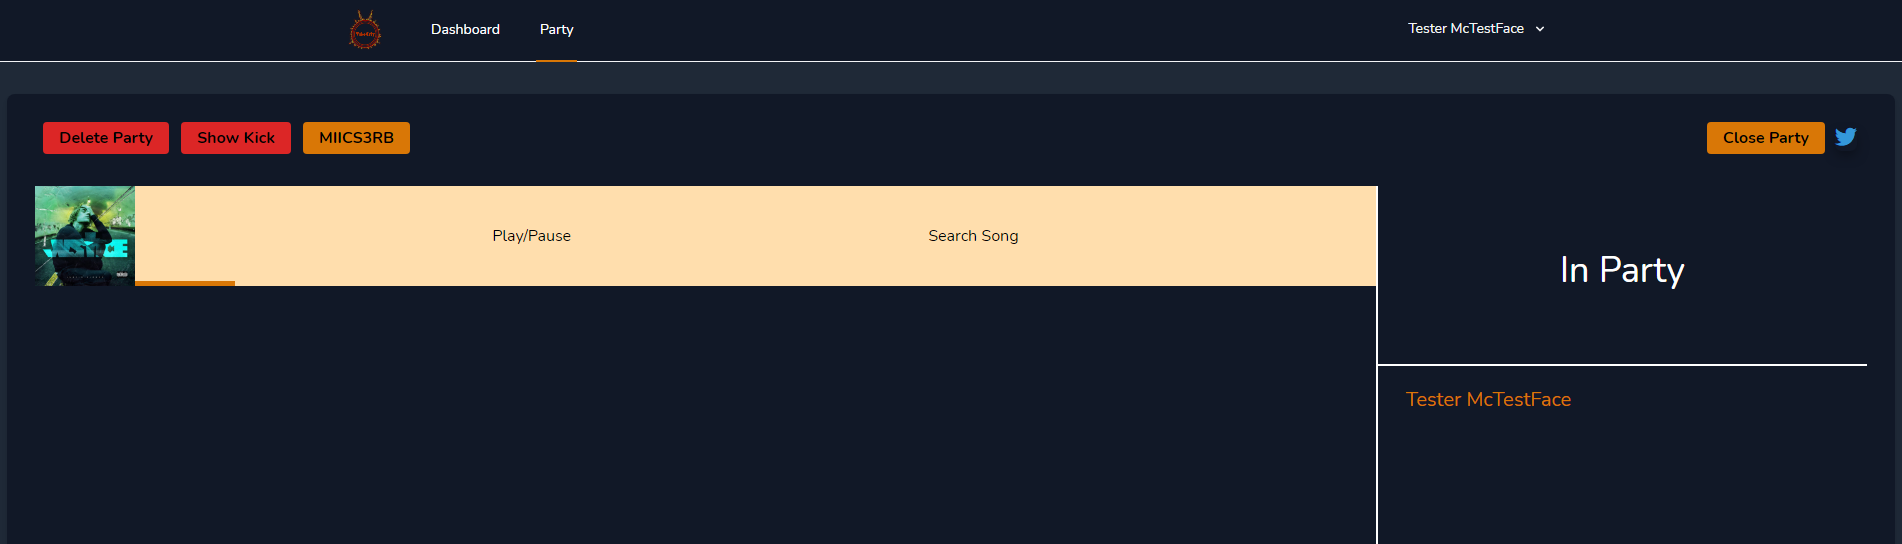 Dashboard
Party
Tester McTestFace
Delete Party
Show Kick
MIICS3RB
Close Party
JUSTICE
Play/Pause
Search Song
In Party
Tester McTestFace